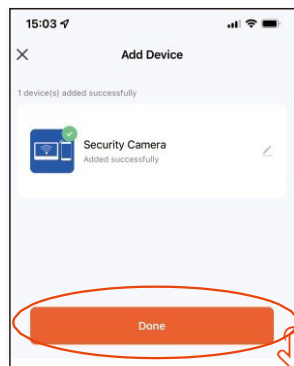 15:03
Add Device
1 device(s) added successfully
Security Camera
Added successfully
Done